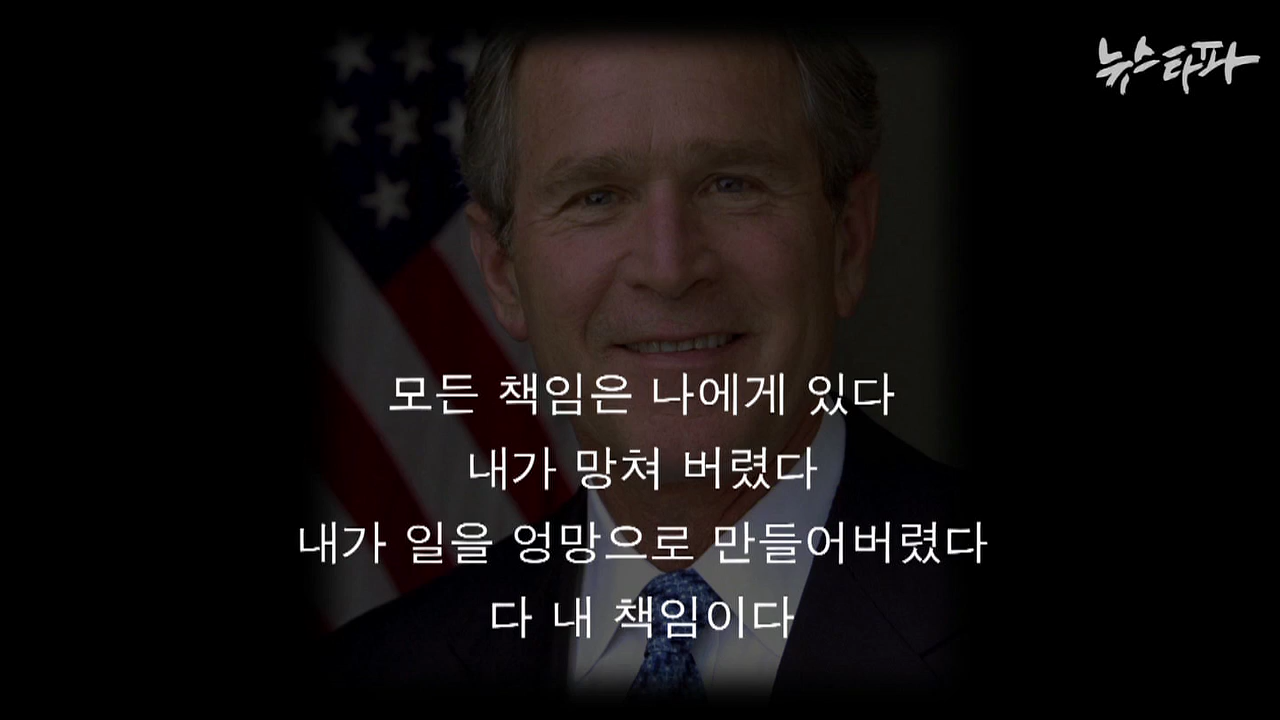 뉴스타파
모든 책임은 나에게 있다
내가 망쳐 버렸다
내가 일을 엉망으로 만들어버렸다
다 내 책임이다